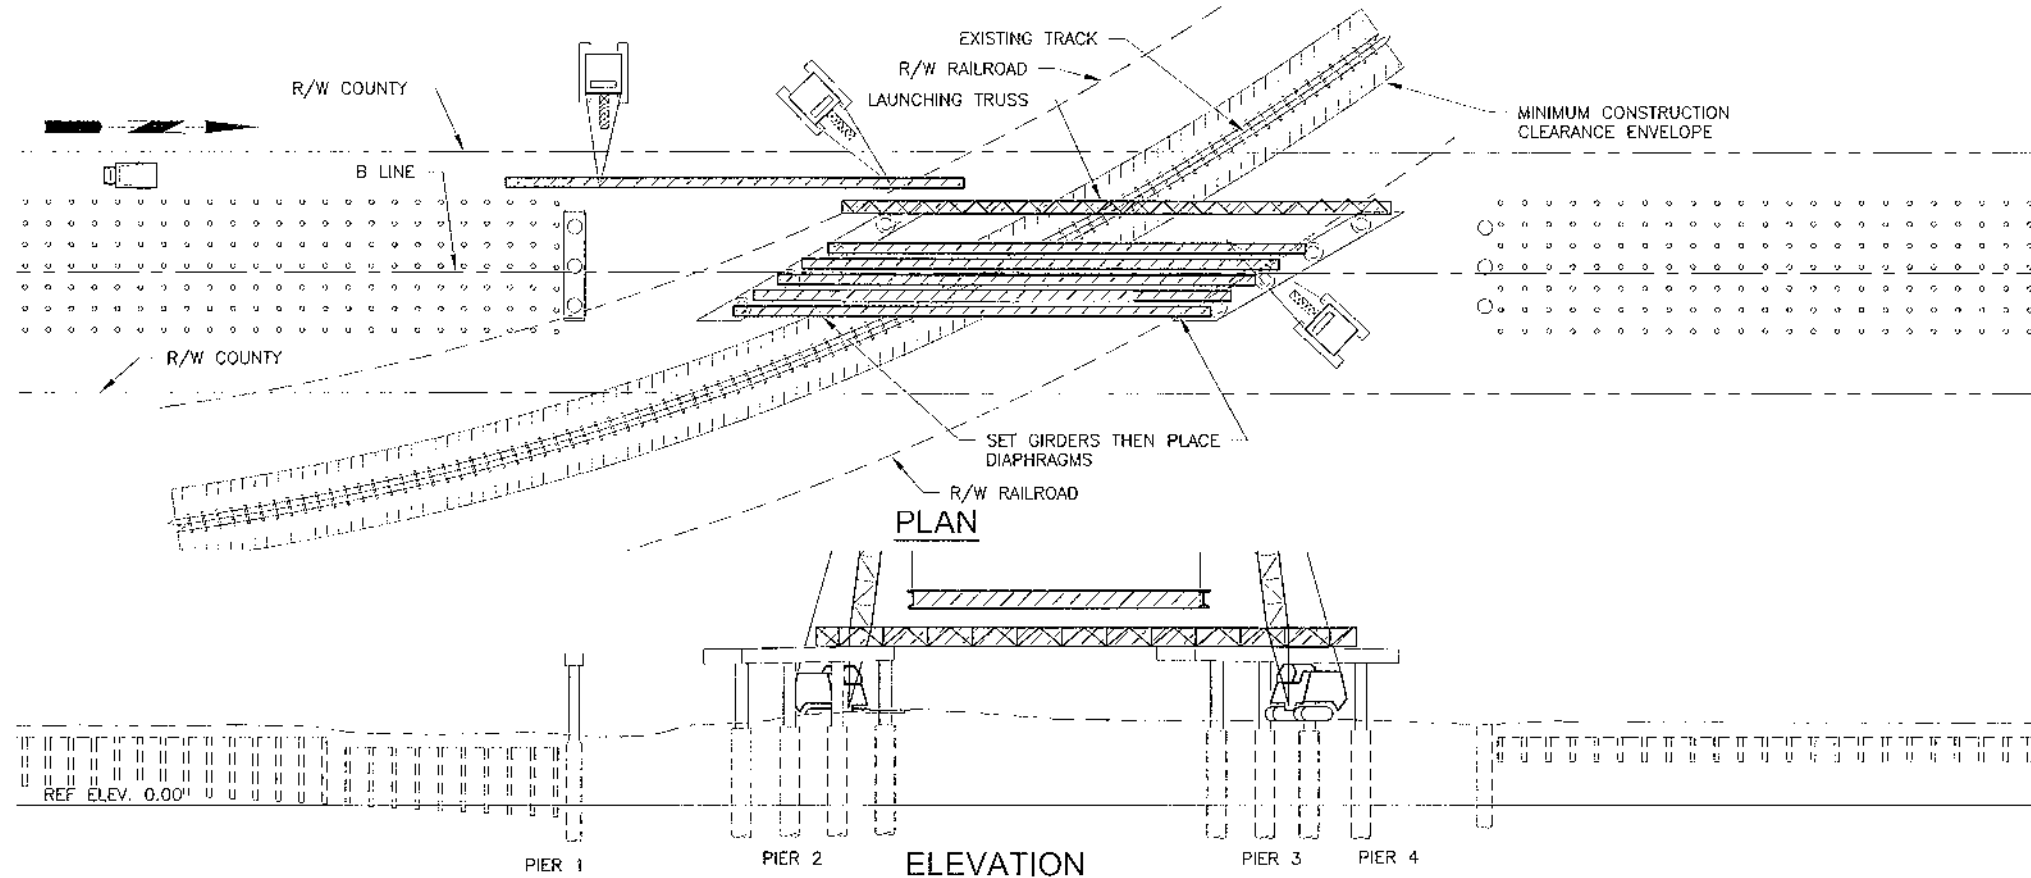 EXISTING TRACK
R/W RAILROAD
R/W COUNTY
LAUNCHING TRUSS
MINIMUM CONSTRUCTION
CLEARANCE ENVELOPE
B LINE
R/W COUNTY
SET GIRDERS THEN PLACE
DIAPHRAGMS
R/W RAILROAD
PLAN
REF ELEV. 0.00'
PIER 1
PIER 2
ELEVATION
PIER 3
PIER 4